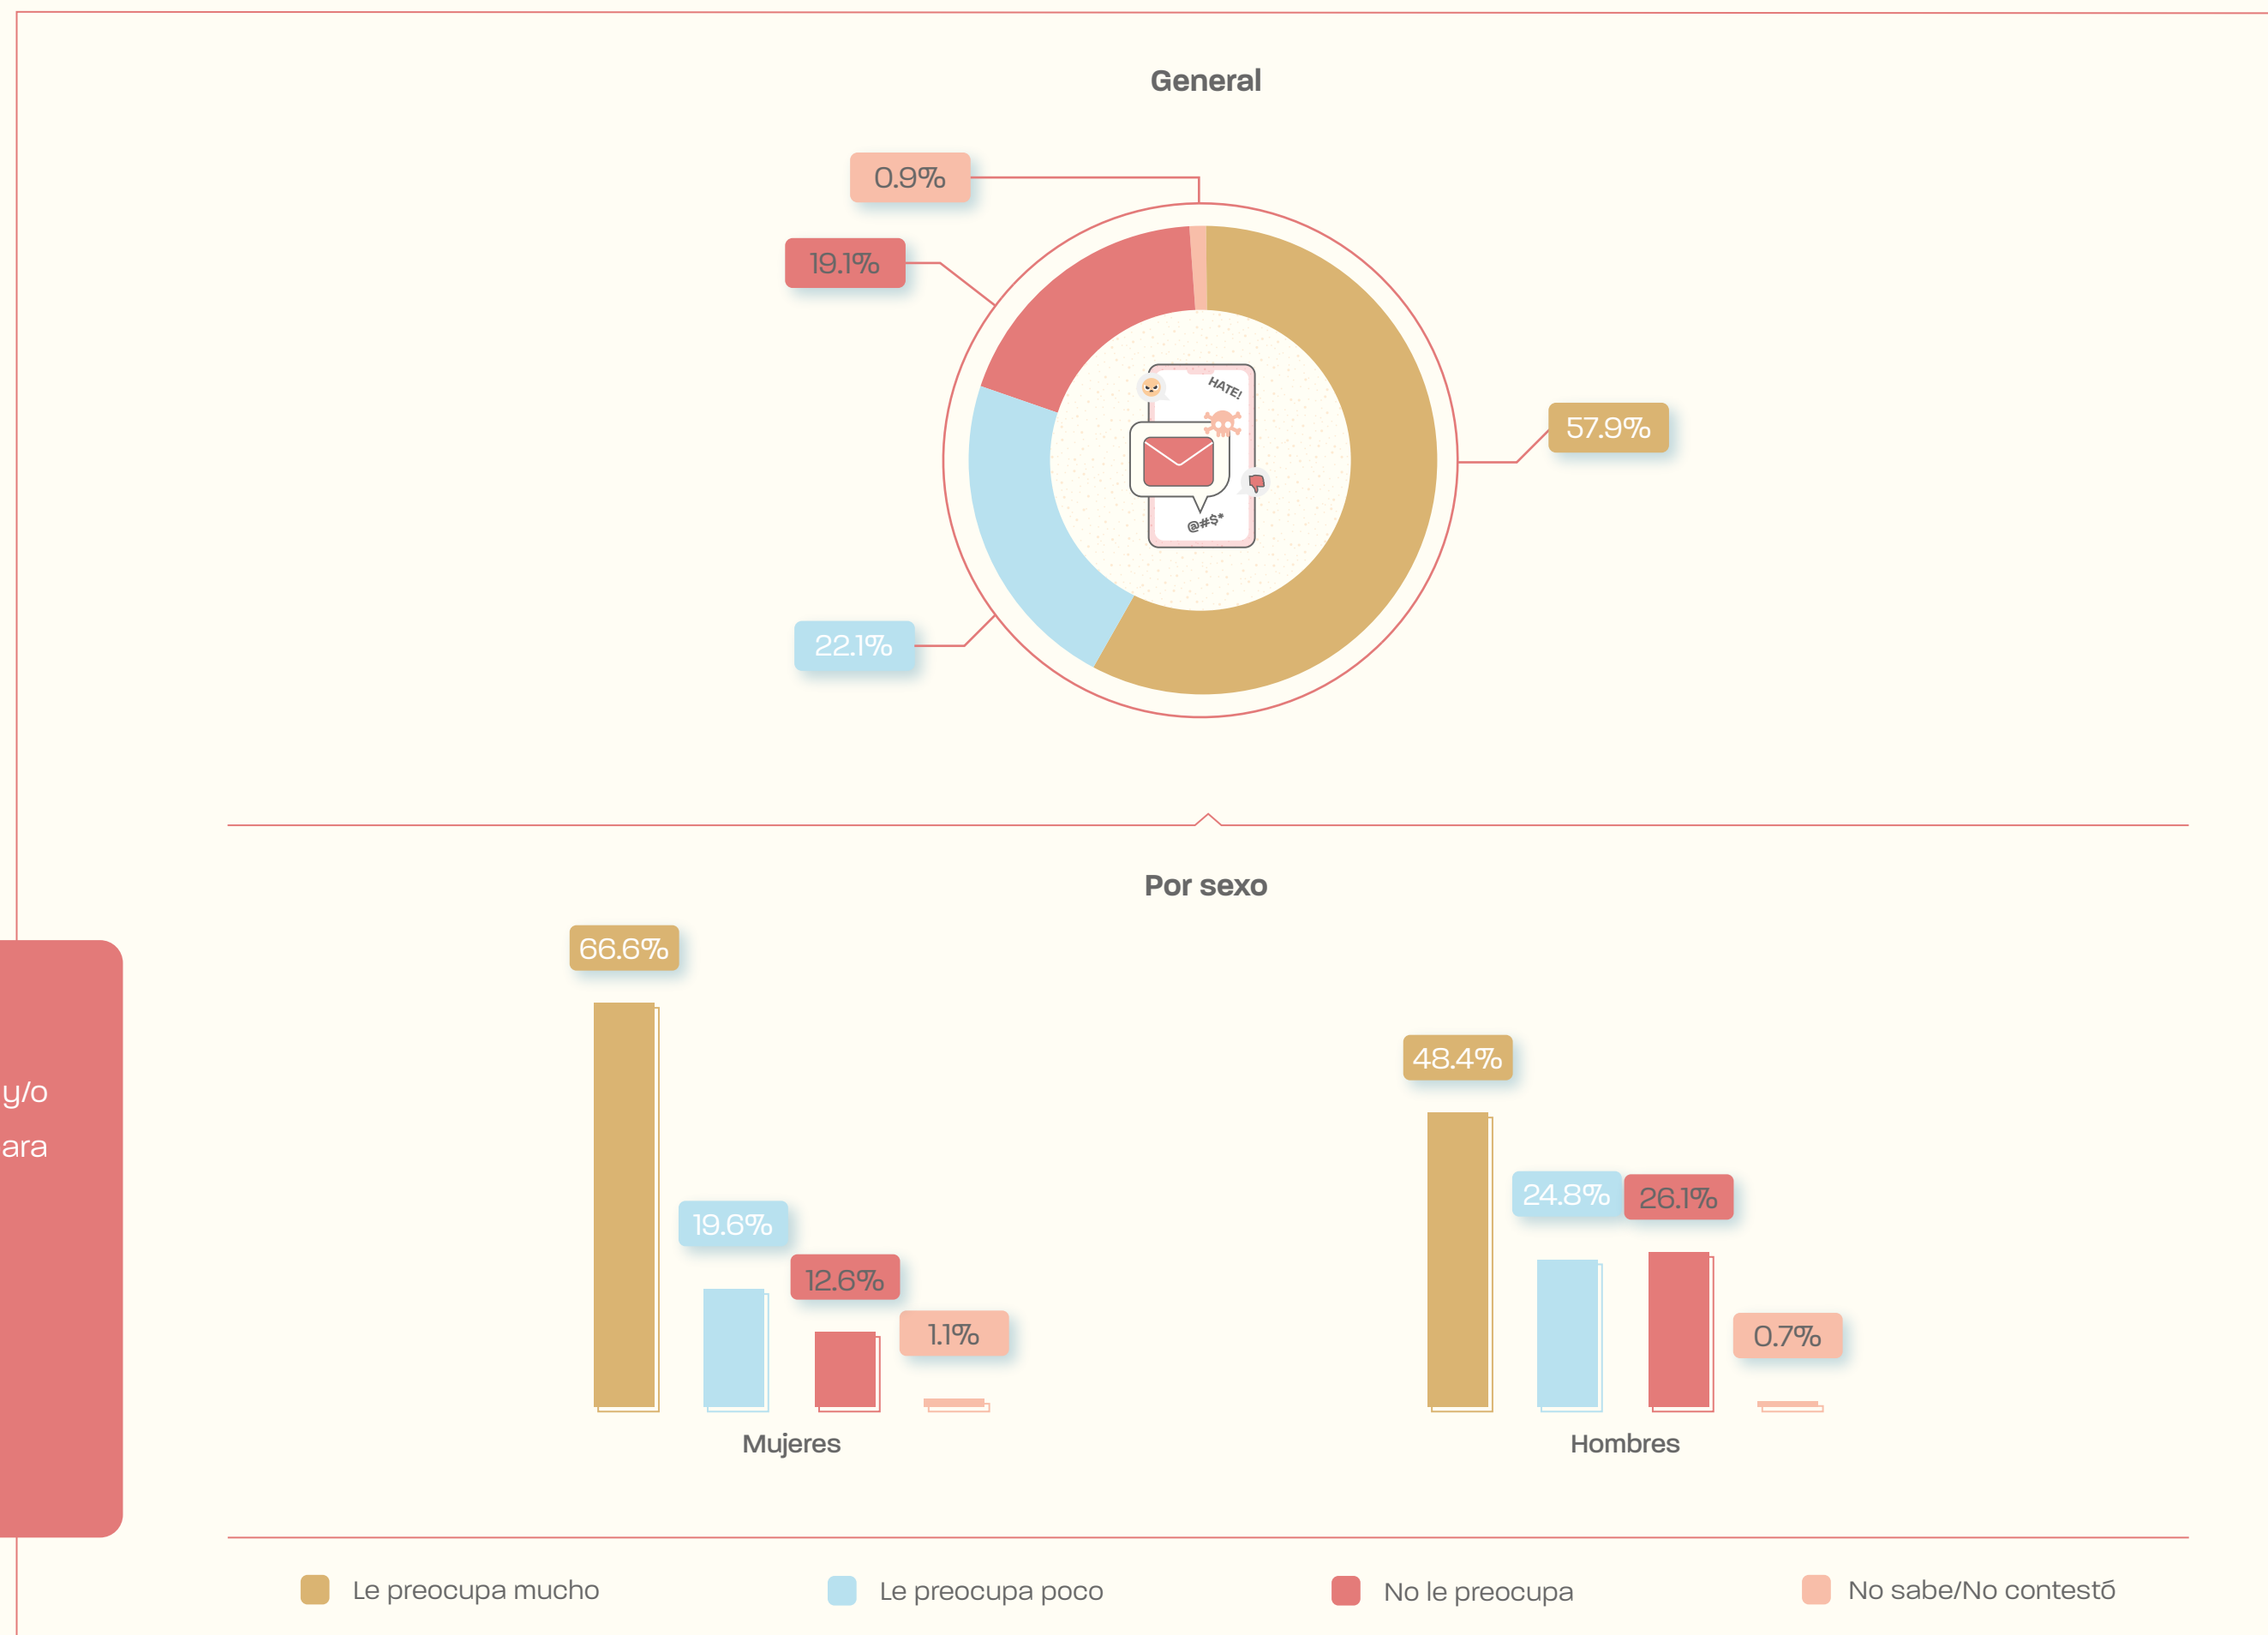 General
0.9%
19.1%
57.9%
22.1%
HATE!
@#$*
Por sexo
66.6%
19.6%
12.6%
1.1%
48.4%
24.8%
26.1%
0.7%
y/o
ara
Mujeres
Hombres
Le preocupa mucho
Le preocupa poco
No le preocupa
No sabe/No contestó